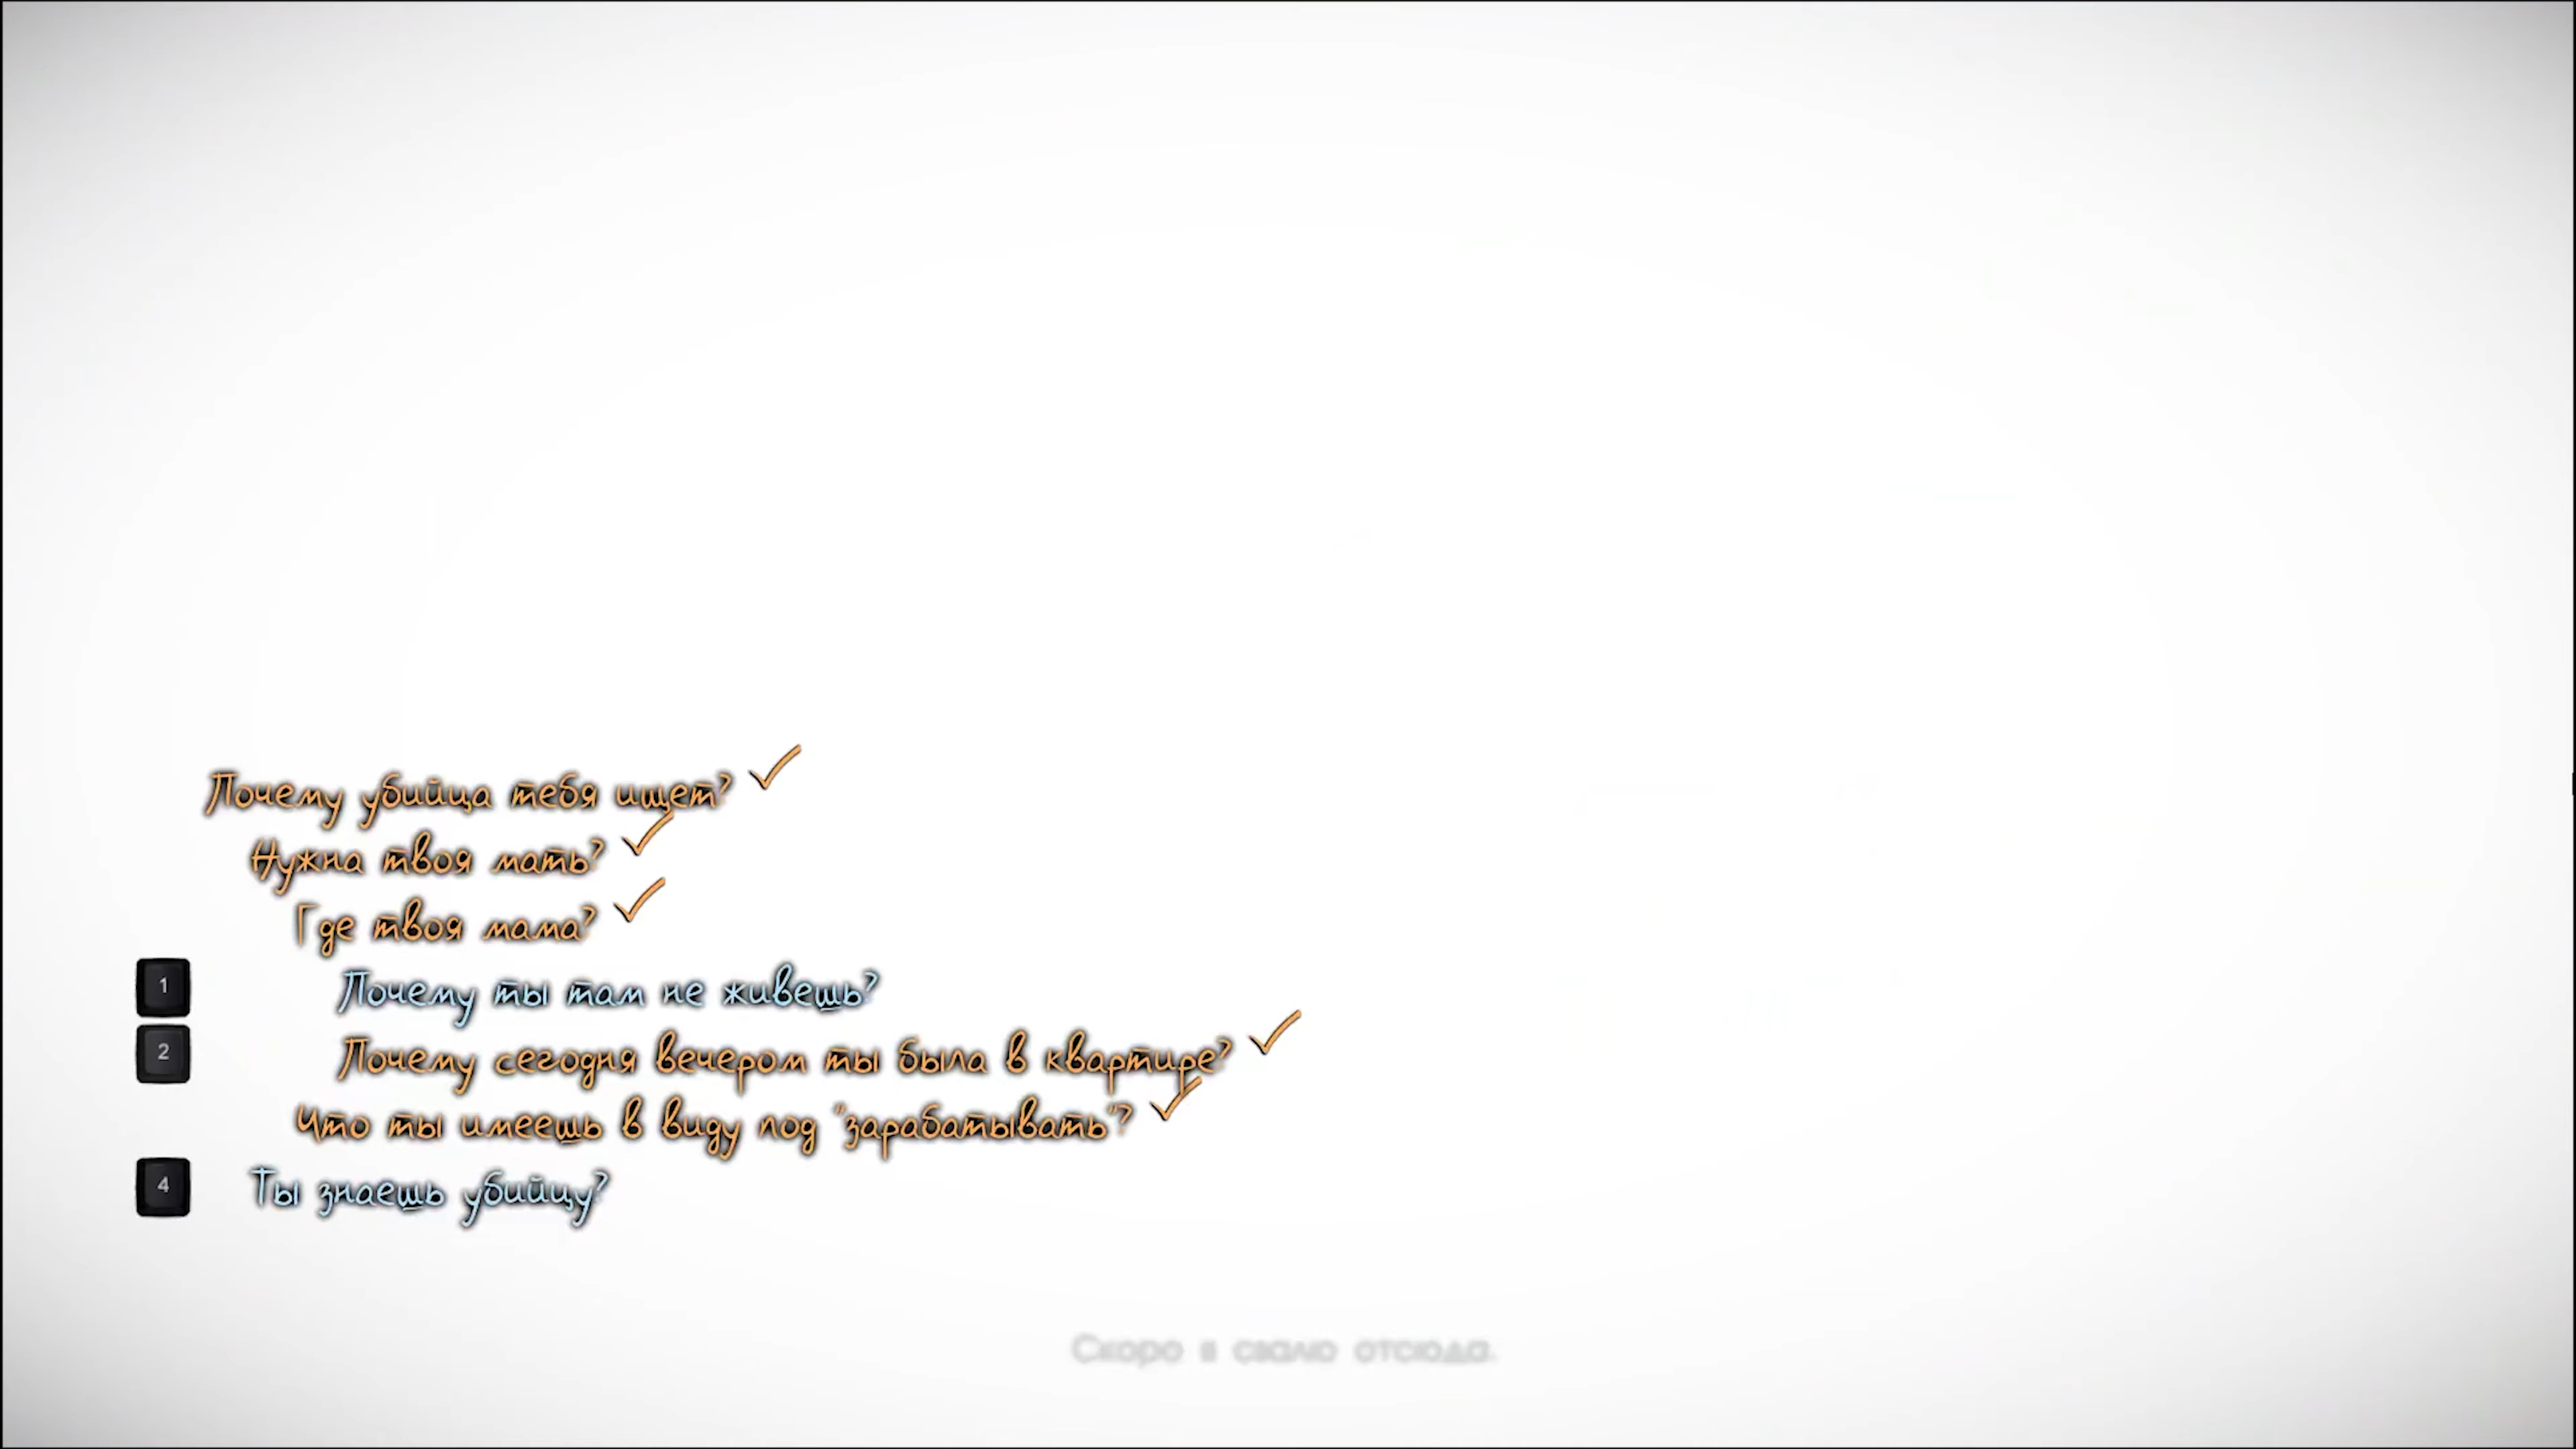 Почему убийца тебя ищет?
Нужна твоя мать?
Где твоя мама?
1 Почему ты там не живешь?
2 Почему сегодня вечером ты была в квартире?
Что ты имеешь в виду под "зарабатывать"?
4 Ты знаешь убийцу?
Скоро я свалю отсюда.